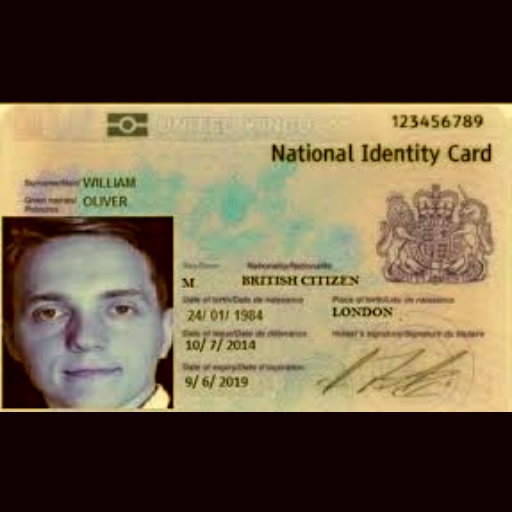 UNITED KINGDOM 123456789
National Identity Card
Surname/Nom WILLIAM
Given names/ OLIVER
Prénoms
Sex/Sexe Nationality/Nationalité
M BRITISH CITIZEN
Date of birth/Date de naissance Place of birth/Lieu de naissance
24/ 01/ 1984 LONDON
Date of issue/Date de délivrance Holder's signature/Signature du titulaire
10/ 7/ 2014
Date of expiry/Date d'expiration
9/ 6/ 2019